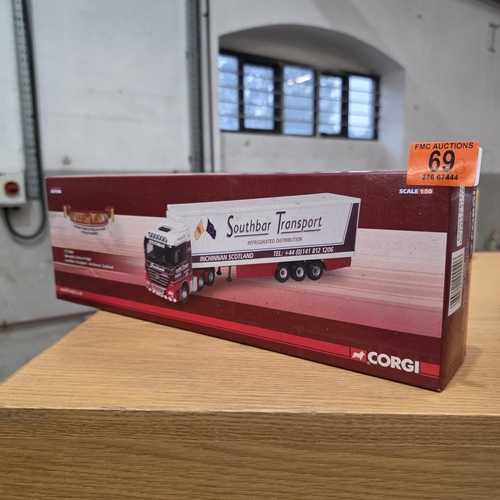 FMC AUCTIONS
69
276 67444
SCALE 1:50
Southbar Transport
REFRIGERATED DISTRIBUTION
INCHINNAN SCOTLAND
TEL: +44 (0)141 812 1206
CORGI